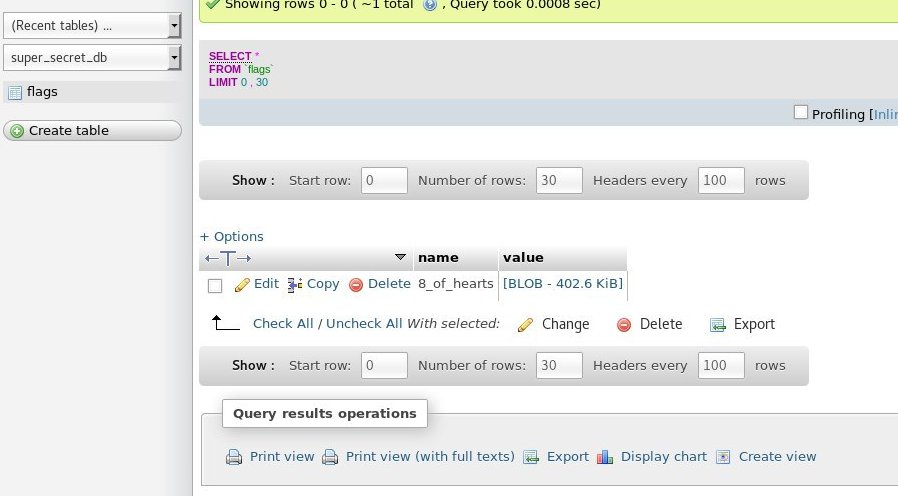 Showing rows 0 - 0 ( ~1 total , Query took 0.0008 sec)
(Recent tables) ...
super_secret_db
flags
Create table
SELECT *
FROM `flags`
LIMIT 0 , 30
Profiling [Inlin
Show : Start row: 0 Number of rows: 30 Headers every 100 rows
+ Options
←T→ name value
Edit Copy Delete 8_of_hearts [BLOB - 402.6 KiB]
Check All / Uncheck All With selected: Change Delete Export
Show : Start row: 0 Number of rows: 30 Headers every 100 rows
Query results operations
Print view Print view (with full texts) Export Display chart Create view